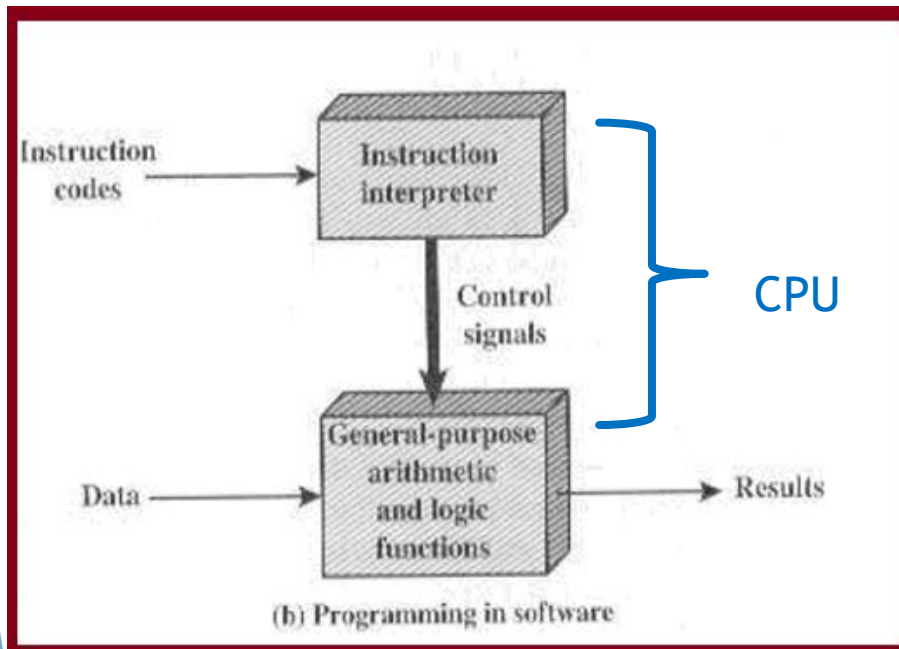 Instruction
codes
Instruction
interpreter
Control
signals
CPU
General-purpose
arithmetic
and logic
functions
Data
Results
(b) Programming in software